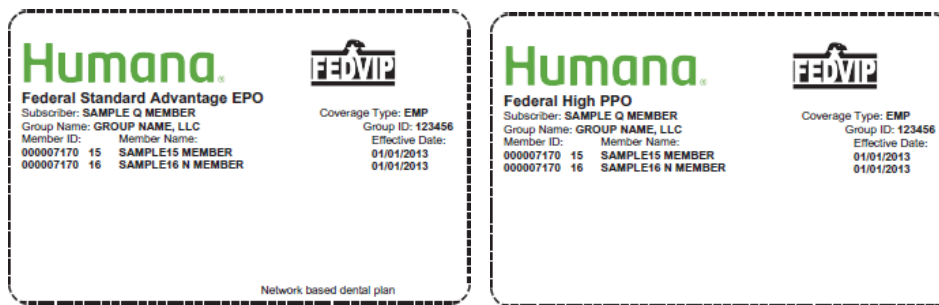 Humana.
FEDVIP
Federal Standard Advantage EPO
Subscriber: SAMPLE Q MEMBER
Coverage Type: EMP
Group Name: GROUP NAME, LLC
Group ID: 123456
Member ID: Member Name:
Effective Date:
000007170 15 SAMPLE15 MEMBER
01/01/2013
000007170 16 SAMPLE16 N MEMBER
01/01/2013
Network based dental plan
Humana.
FEDVIP
Federal High PPO
Subscriber: SAMPLE Q MEMBER
Coverage Type: EMP
Group Name: GROUP NAME, LLC
Group ID: 123456
Member ID: Member Name:
Effective Date:
000007170 15 SAMPLE15 MEMBER
01/01/2013
000007170 16 SAMPLE16 N MEMBER
01/01/2013